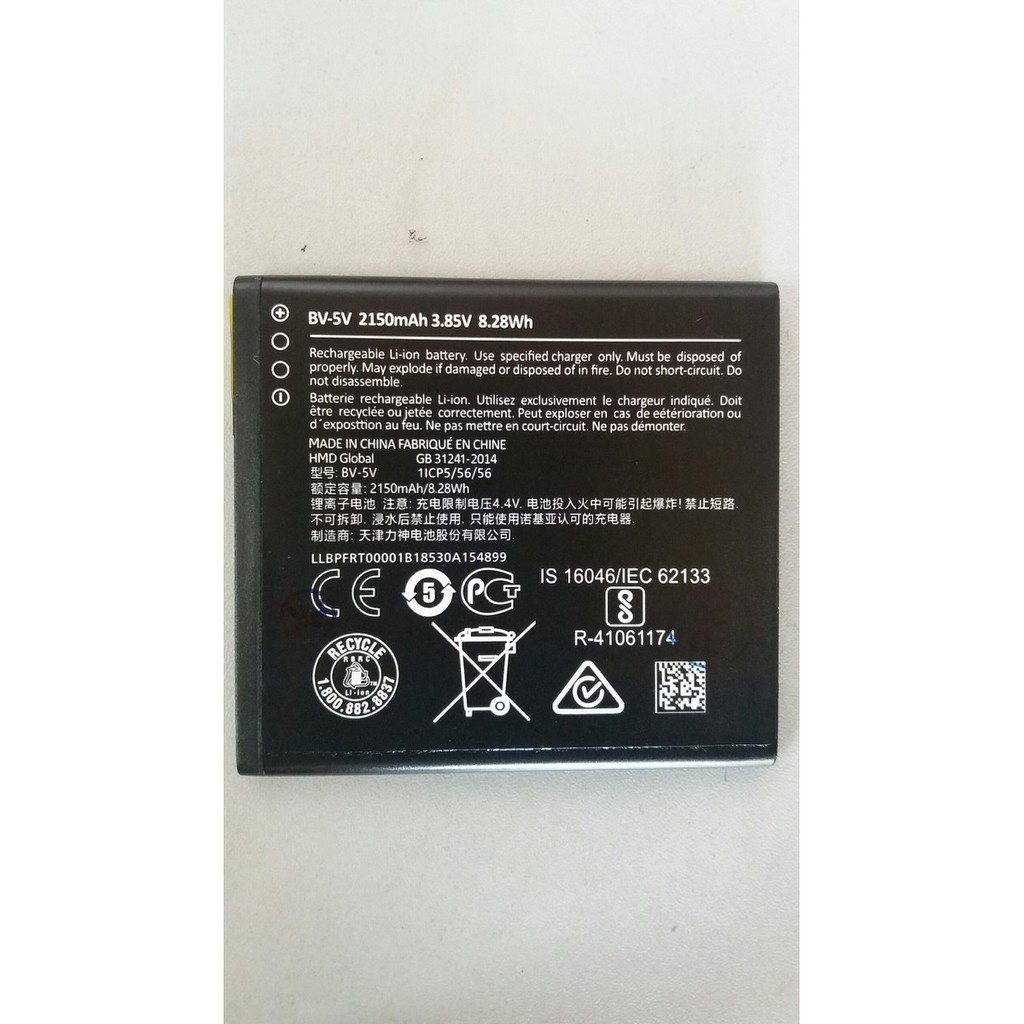 BV-5V 2150mAh 3.85V 8.28Wh
Rechargeable Li-ion battery. Use specified charger only. Must be disposed of
properly. May explode if damaged or disposed of in fire. Do not short-circuit. Do
not disassemble.
Batterie rechargeable Li-ion. Utilisez exclusivement le chargeur indiqué. Doit
être recyclée ou jetée correctement. Peut exploser en cas de eétérioration ou
d´exposttion au feu. Ne pas mettre en court-circuit. Ne pas démonter.
MADE IN CHINA FABRIQUÉ EN CHINE
HMD Global GB 31241-2014
型号: BV-5V 1ICP5/56/56
额定容量: 2150mAh/8.28Wh
锂离子电池 注意: 充电限制电压4.4V. 电池投入火中可能引起爆炸! 禁止短路.
不可拆卸. 浸水后禁止使用. 只能使用诺基亚认可的充电器.
制造商: 天津力神电池股份有限公司.
LLBPFRT00001B18530A154899
CE 5 PCT IS 16046/IEC 62133
R-41061174
RECYCLE
RBRC
Li-ion TM
1.800.882.8837